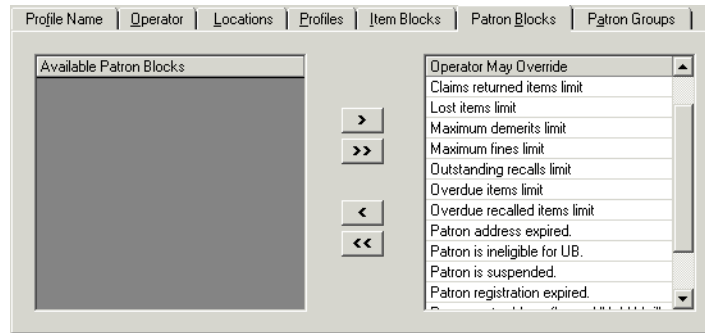 Profile Name Operator Locations Profiles Item Blocks Patron Blocks Patron Groups
Available Patron Blocks
>
>>
<
<<
Operator May Override
Claims returned items limit
Lost items limit
Maximum demerits limit
Maximum fines limit
Outstanding recalls limit
Overdue items limit
Overdue recalled items limit
Patron address expired.
Patron is ineligible for UB.
Patron is suspended.
Patron registration expired.